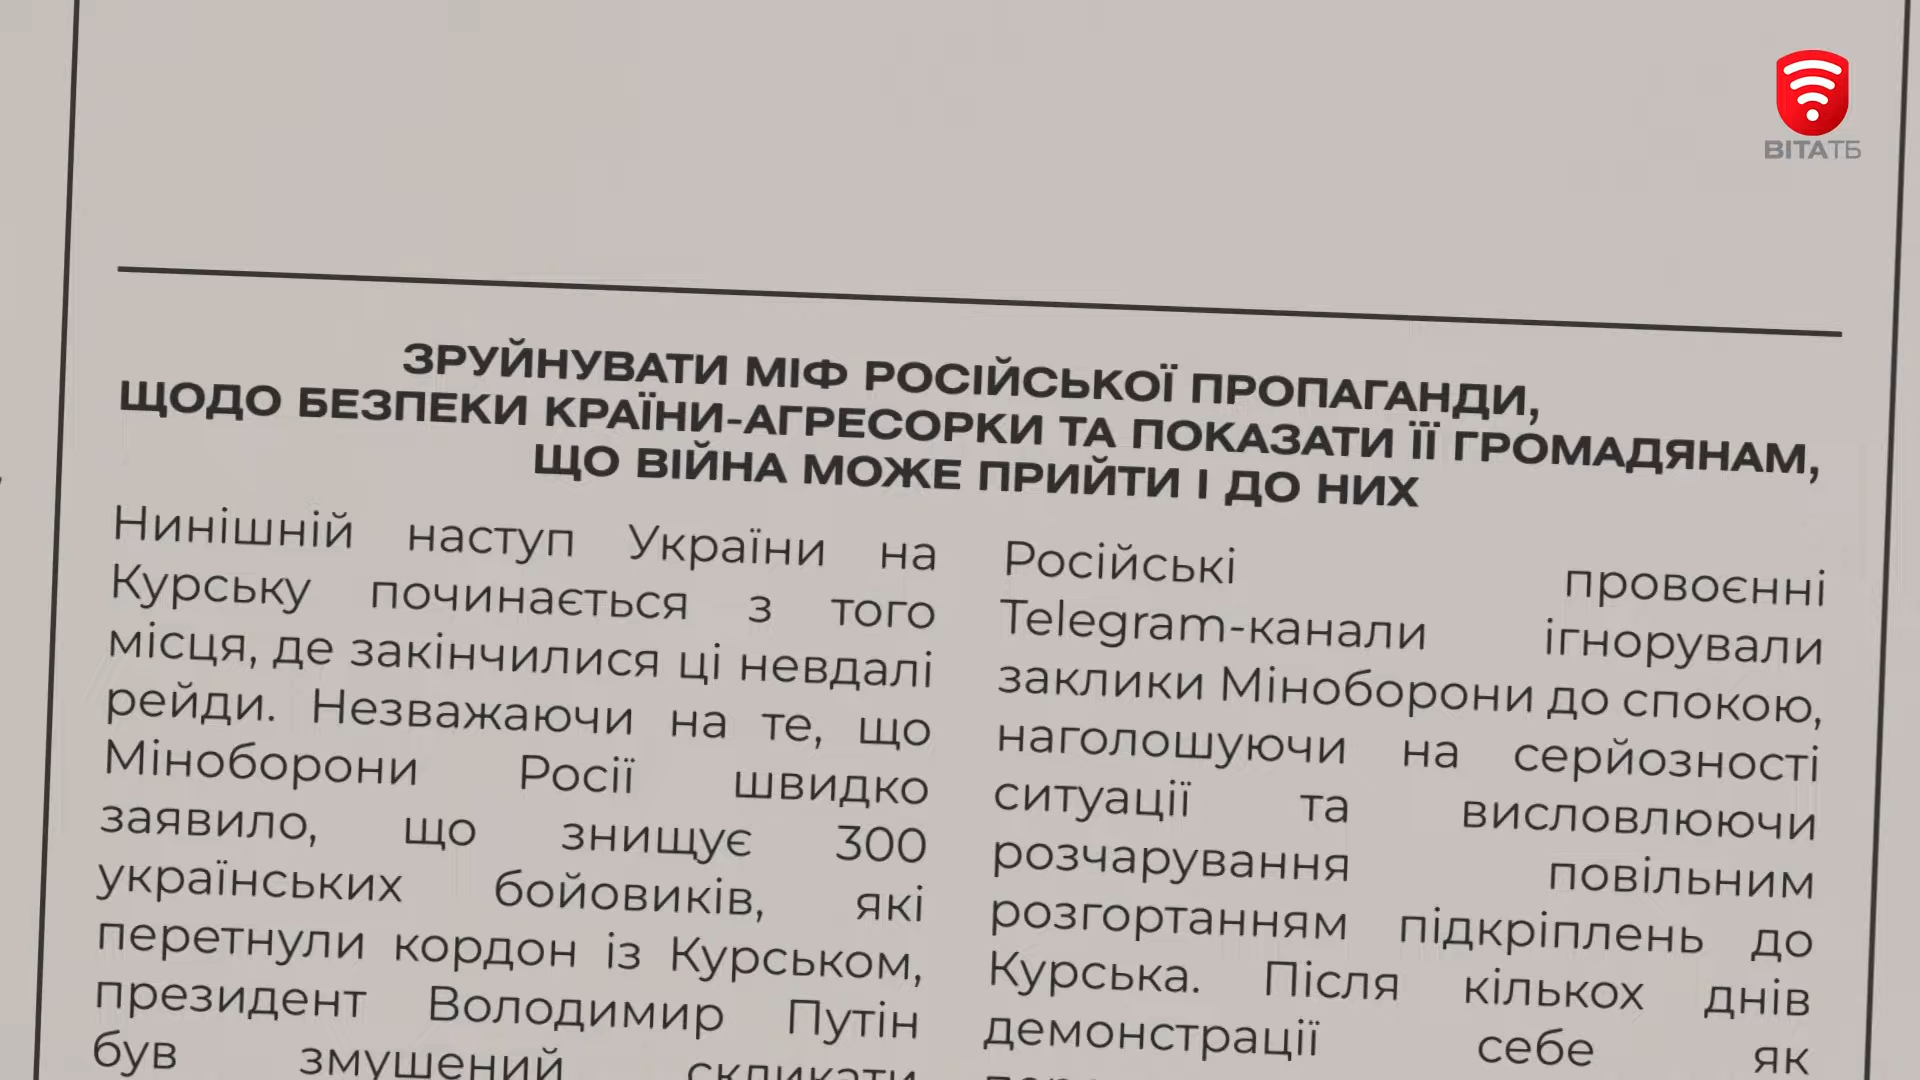 ВІТАТБ
ЗРУЙНУВАТИ МІФ РОСІЙСЬКОЇ ПРОПАГАНДИ,
ЩОДО БЕЗПЕКИ КРАЇНИ-АГРЕСОРКИ ТА ПОКАЗАТИ ЇЇ ГРОМАДЯНАМ,
ЩО ВІЙНА МОЖЕ ПРИЙТИ І ДО НИХ
Нинішній наступ України на
Курську починається з того
місця, де закінчилися ці невдалі
рейди. Незважаючи на те, що
Міноборони Росії швидко
заявило, що знищує 300
українських бойовиків, які
перетнули кордон із Курськом,
президент Володимир Путін
був змушений скликати
Російські провоєнні
Telegram-канали ігнорували
заклики Міноборони до спокою,
наголошуючи на серйозності
ситуації та висловлюючи
розчарування повільним
розгортанням підкріплень до
Курська. Після кількох днів
демонстрації себе як